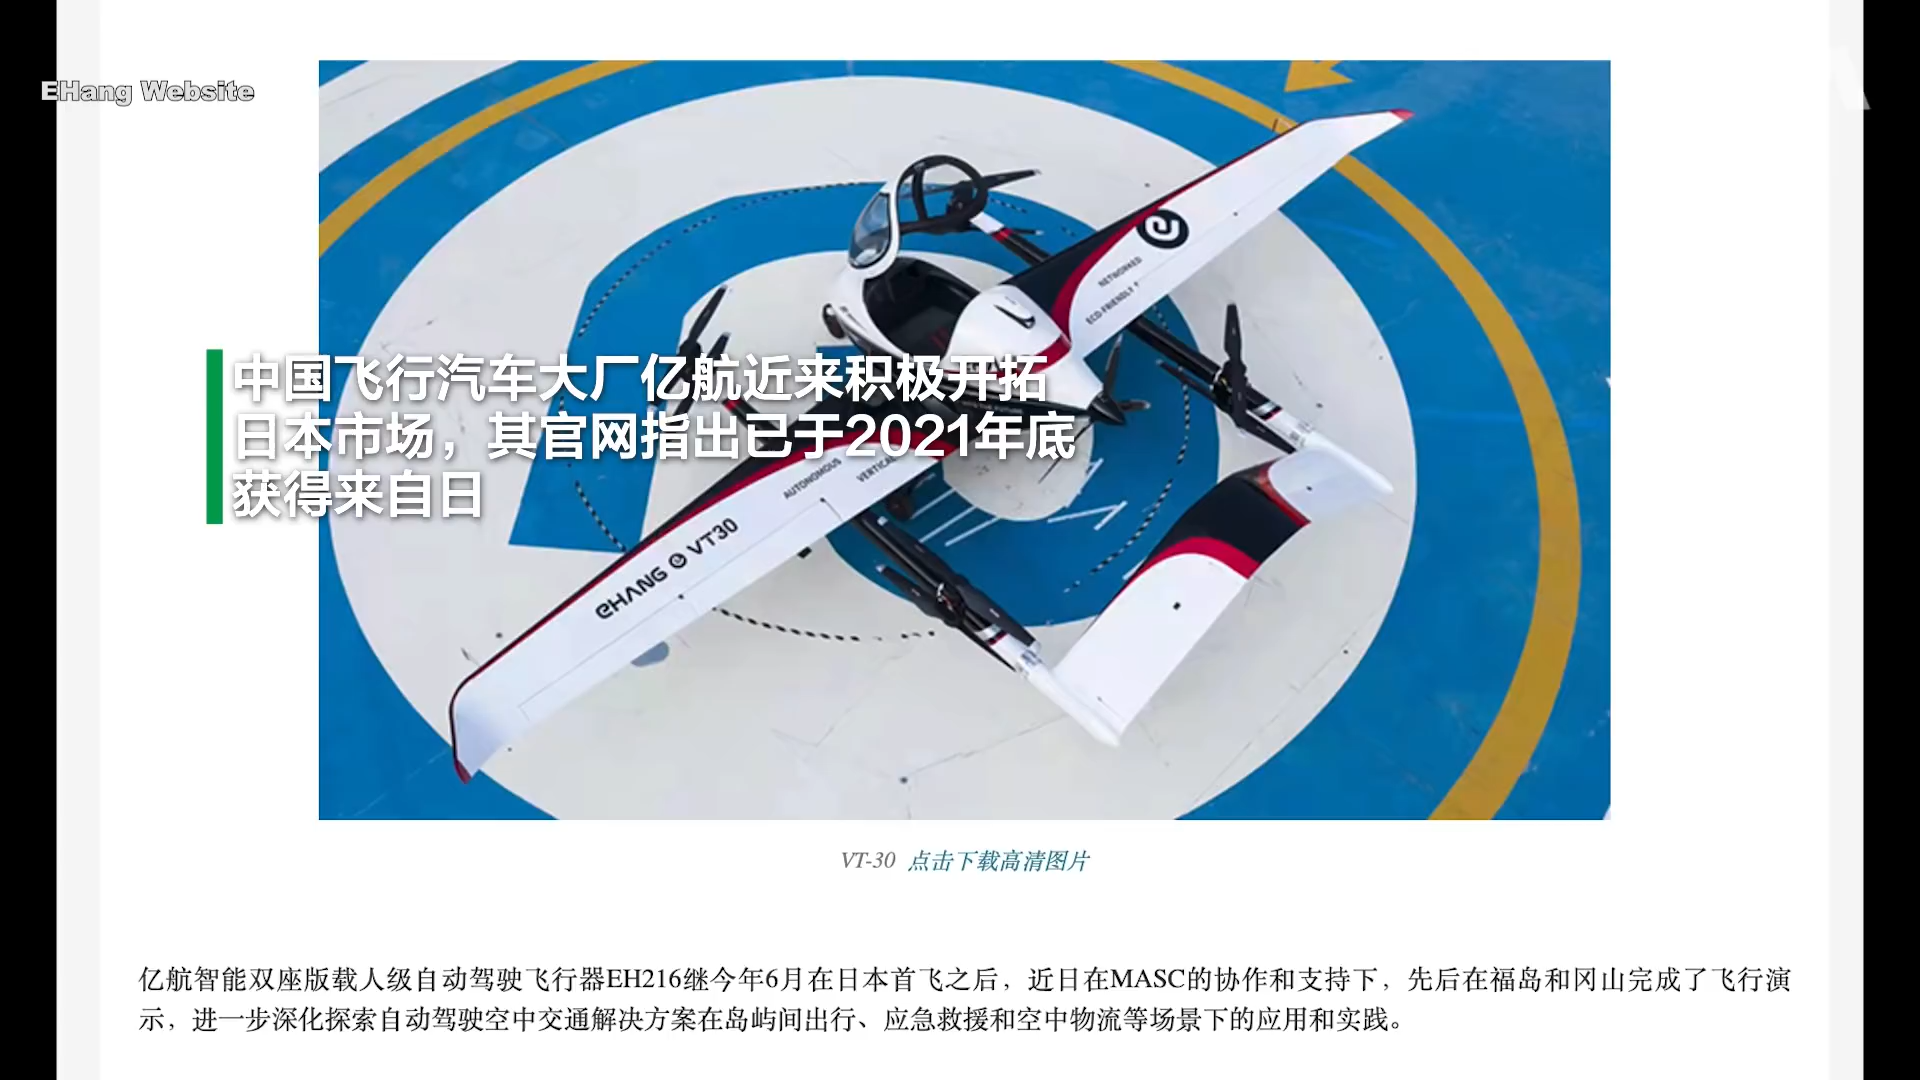 EHang Website
NETWORKED
ECO-FRIENDLY
中国飞行汽车大厂亿航近来积极开拓
日本市场，其官网指出已于2021年底
获得来自日
AUTONOMOUS
VERTICAL
EHANG VT30
VT-30 点击下载高清图片
亿航智能双座版载人级自动驾驶飞行器EH216继今年6月在日本首飞之后，近日在MASC的协作和支持下，先后在福岛和冈山完成了飞行演
示，进一步深化探索自动驾驶空中交通解决方案在岛屿间出行、应急救援和空中物流等场景下的应用和实践。